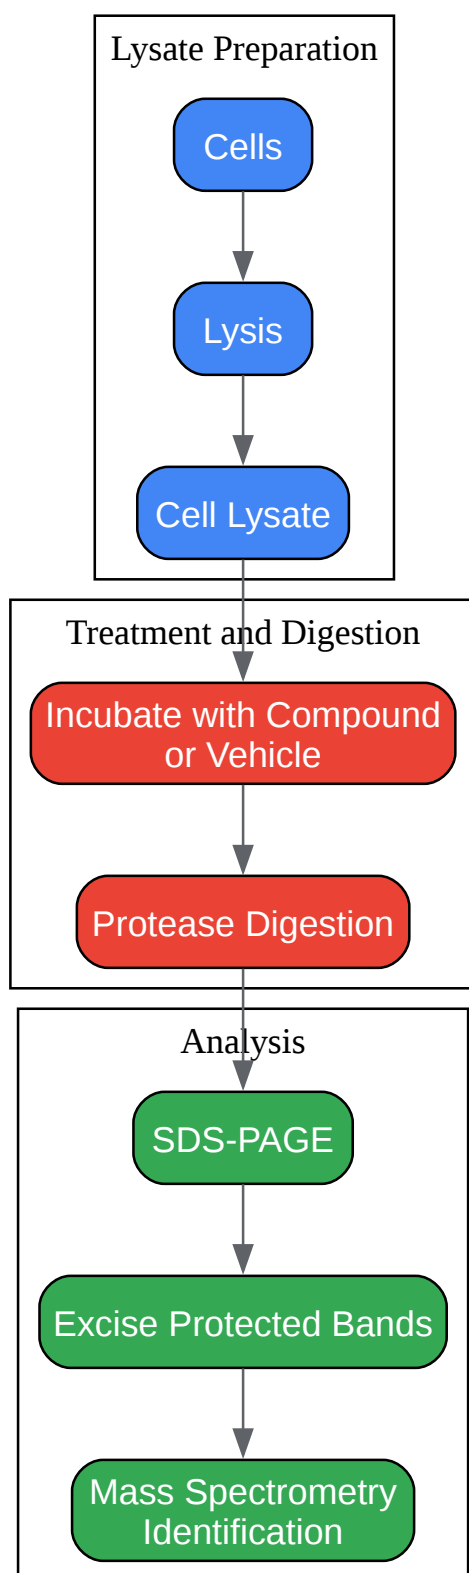 Lysate Preparation
Cells
Lysis
Cell Lysate
Treatment and Digestion
Incubate with Compound
or Vehicle
Protease Digestion
Analysis
SDS-PAGE
Excise Protected Bands
Mass Spectrometry
Identification